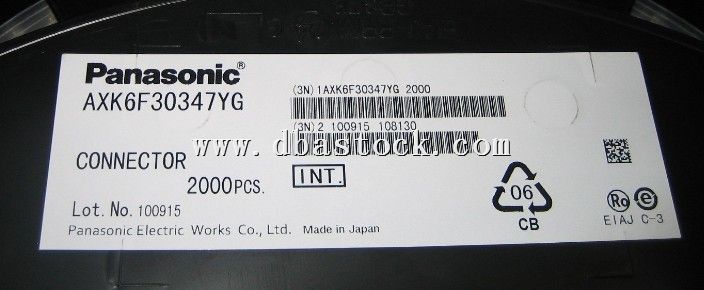 Panasonic®
AXK6F30347YG
(3N)1AXK6F30347YG 2000
(3N)2 100915 108130
www.dbastock.com
CONNECTOR
2000PCS.
INT.
06
CB
Lot.No.100915
Ro e
EIAJ C-3
Panasonic Electric Works Co., Ltd. Made in Japan